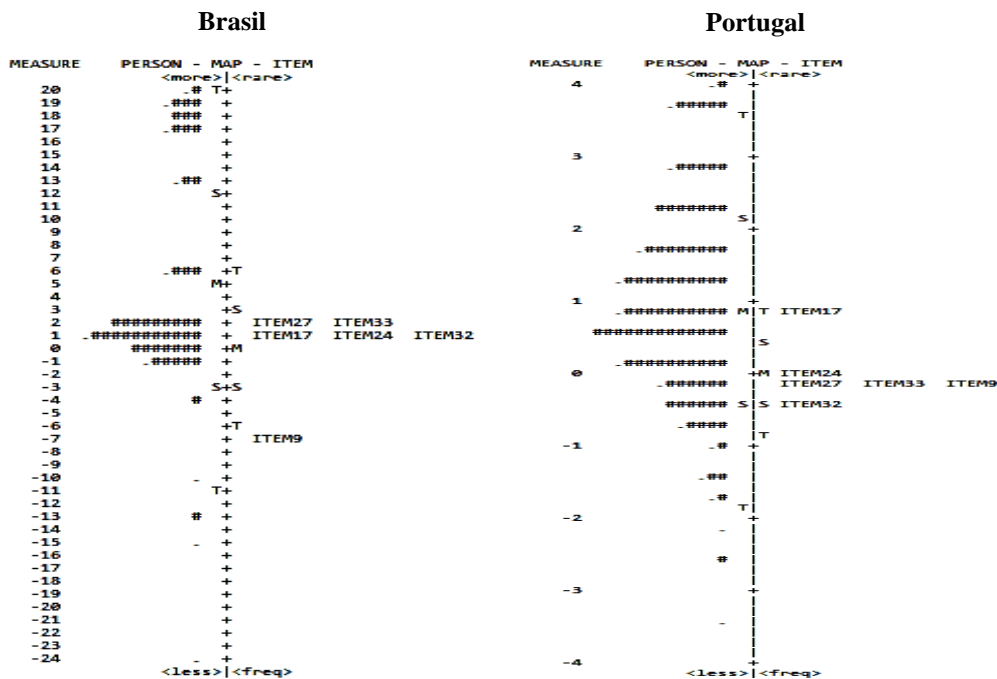 Brasil
MEASURE PERSON - MAP - ITEM
<more>|<rare>
20 .# T+
19 .### +
18 ### +
17 .### +
16 +
15 +
14 +
13 .## +
12 S+
11 +
10 +
9 +
8 +
7 +
6 .### +T
5 M+
4 +
3 +S
2 ######### + ITEM27 ITEM33
1 .########### + ITEM17 ITEM24 ITEM32
0 ####### +M
-1 .##### +
-2 +
-3 S+S
-4 # +
-5 +
-6 +T
-7 + ITEM9
-8 +
-9 +
-10 . +
-11 T+
-12 +
-13 # +
-14 +
-15 . +
-16 +
-17 +
-18 +
-19 +
-20 +
-21 +
-22 +
-23 +
-24 . +
<less>|<freq>
Portugal
MEASURE PERSON - MAP - ITEM
<more>|<rare>
4 .# +
.##### |
T|
3 +
.##### |
####### |
S|
2 +
.######## |
.########## |
1 +
.########## M|T ITEM17
.############# |
|S
.########## |
0 +M ITEM24
.###### | ITEM27 ITEM33 ITEM9
###### S|S ITEM32
.#### |
|T
-1 .# +
.## |
.# |
T|
-2 +
. |
# |
-3 +
. |
-4 +
<less>|<freq>